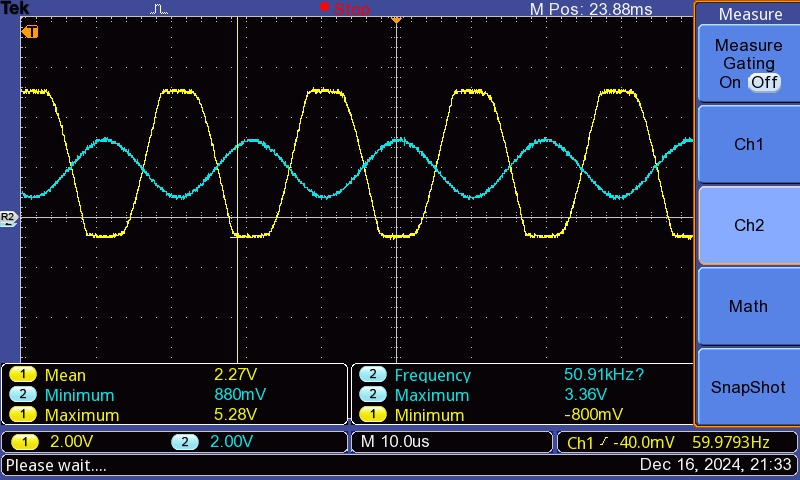 Tek Stop M Pos: 23.88ms
Measure
T
Measure
Gating
On Off
Ch1
R2
Ch2
Math
SnapShot
1 Mean 2.27V
2 Minimum 880mV
1 Maximum 5.28V
2 Frequency 50.91kHz?
2 Maximum 3.36V
1 Minimum -800mV
1 2.00V 2 2.00V M 10.0us Ch1 -40.0mV 59.9793Hz
Please wait.... Dec 16, 2024, 21:33